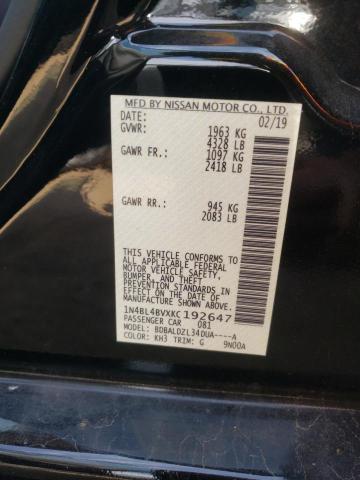 MFD BY NISSAN MOTOR CO., LTD.
DATE: 02/19
GVWR: 1963 KG
4328 LB
GAWR FR.: 1097 KG
2418 LB
GAWR RR.: 945 KG
2083 LB
THIS VEHICLE CONFORMS TO
ALL APPLICABLE FEDERAL
MOTOR VEHICLE SAFETY,
BUMPER, AND THEFT
PREVENTION STANDARDS IN
EFFECT ON THE DATE OF
MANUFACTURE SHOWN ABOVE.
1N4BL4BVXKC192647
PASSENGER CAR 081
MODEL: BDBALDZL34DUA----A
COLOR: KH3 TRIM: G 9N00A